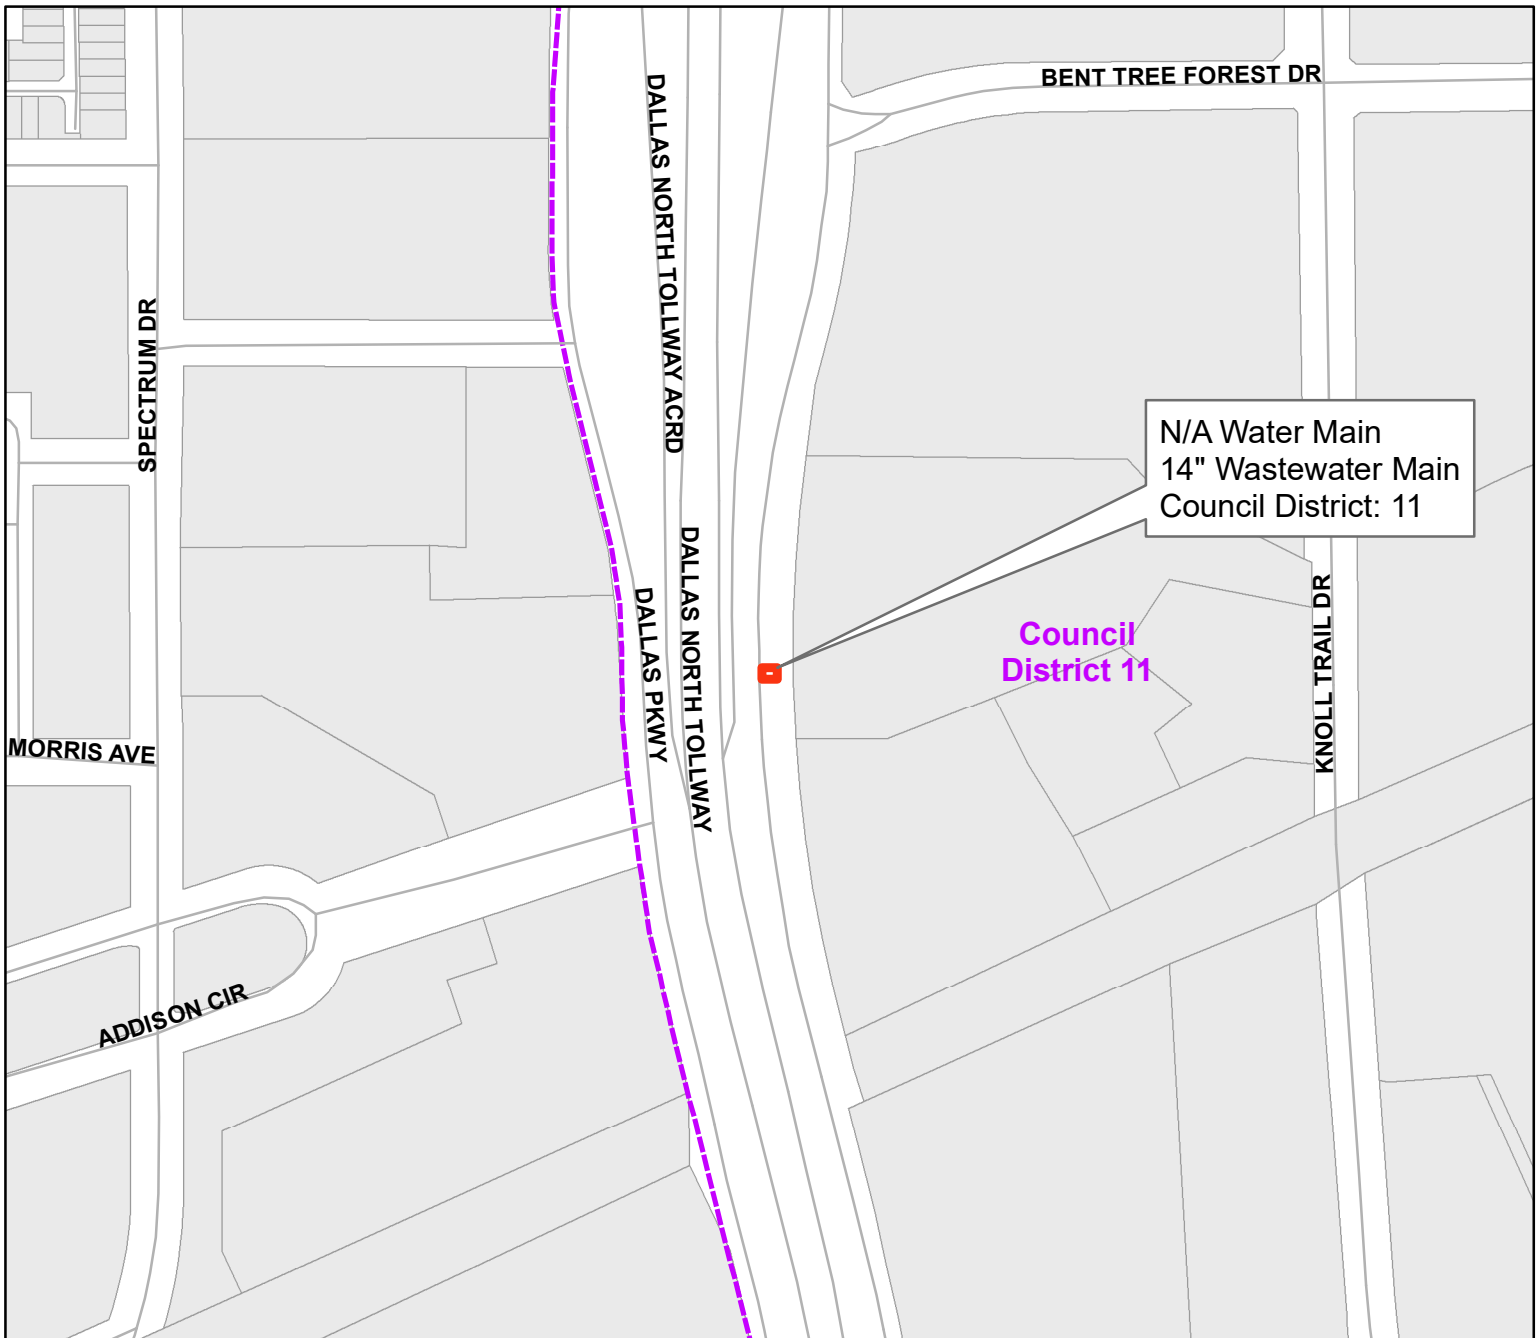 BENT TREE FOREST DR
DALLAS NORTH TOLLWAY ACRD
SPECTRUM DR
N/A Water Main
14" Wastewater Main
Council District: 11
DALLAS NORTH TOLLWAY
DALLAS PKWY
KNOLL TRAIL DR
Council
District 11
MORRIS AVE
ADDISON CIR